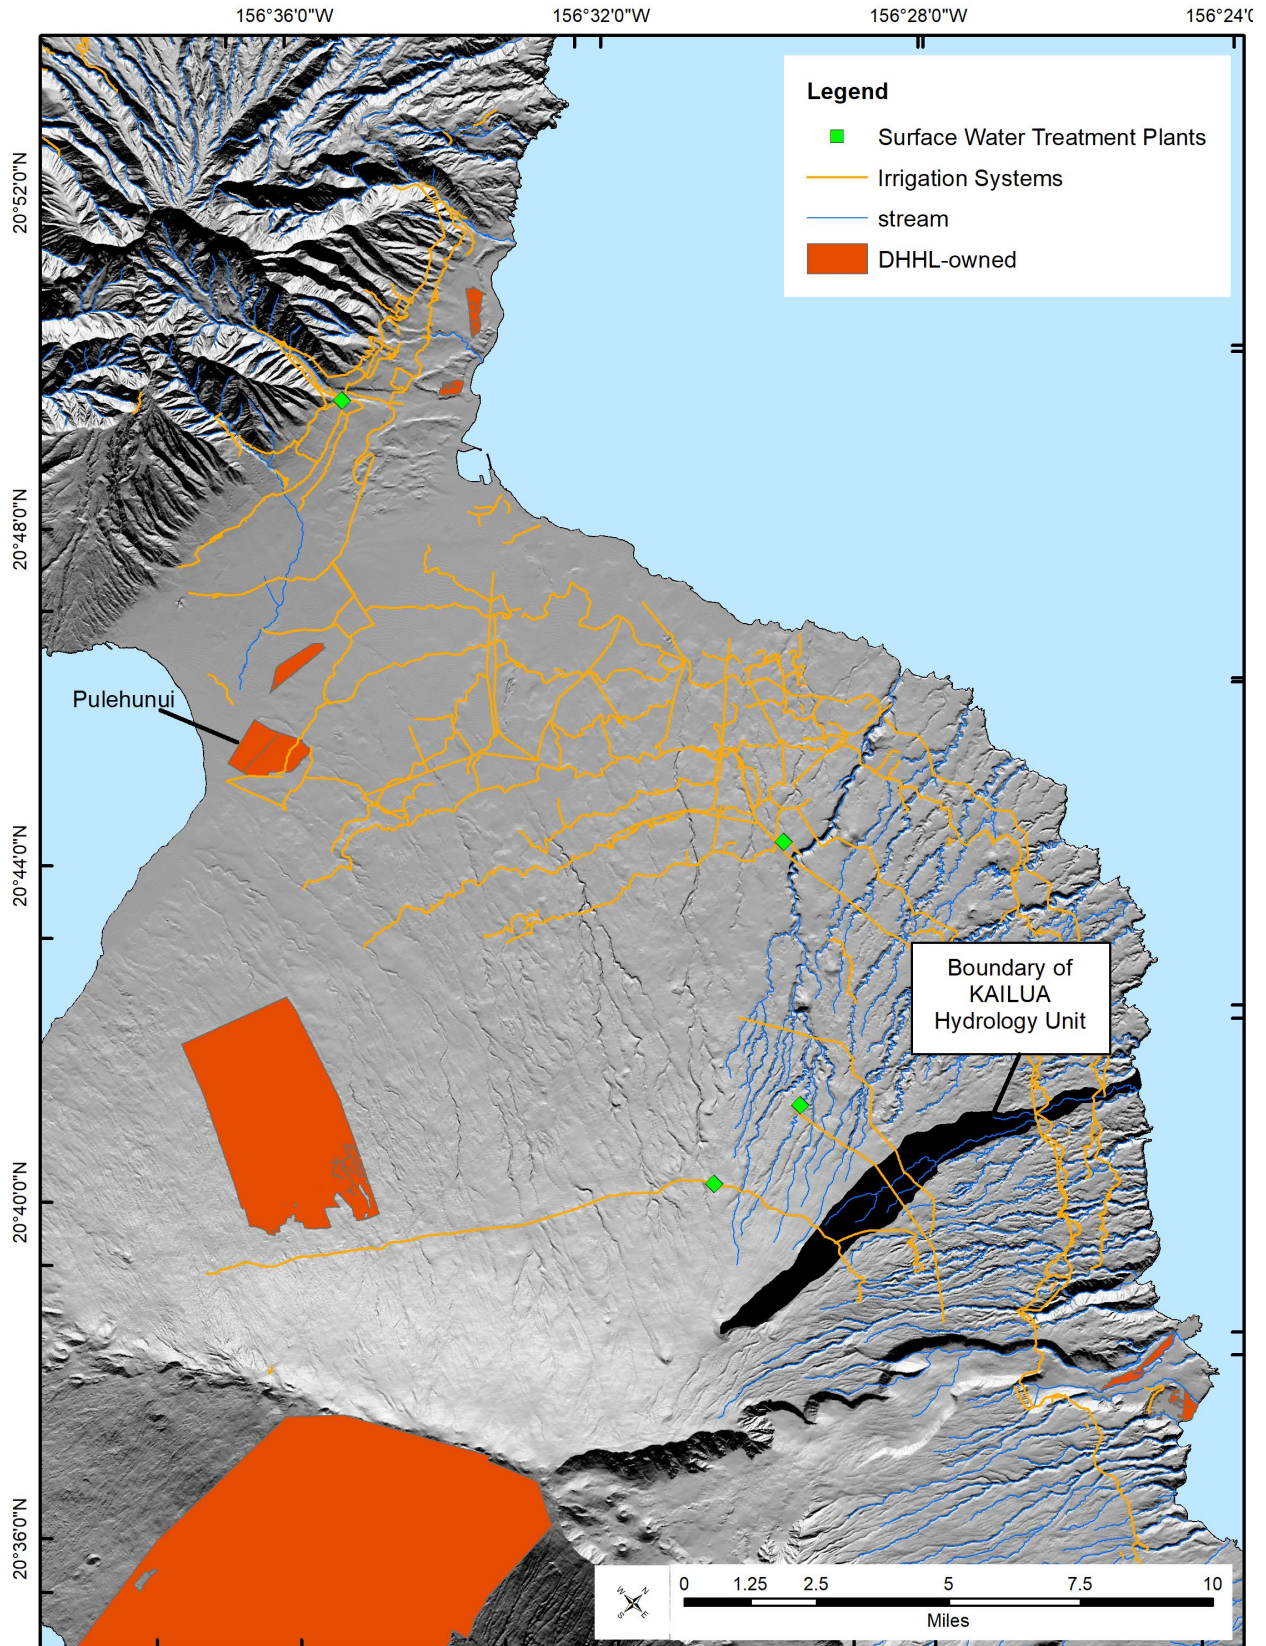 156°36'0"W
156°32'0"W
156°28'0"W
156°24'0
20°52'0"N
20°48'0"N
20°44'0"N
20°40'0"N
20°36'0"N
Legend
Surface Water Treatment Plants
Irrigation Systems
stream
DHHL-owned
Pulehunui
Boundary of
KAILUA
Hydrology Unit
N
W
E
S
0 1.25 2.5 5 7.5 10
Miles